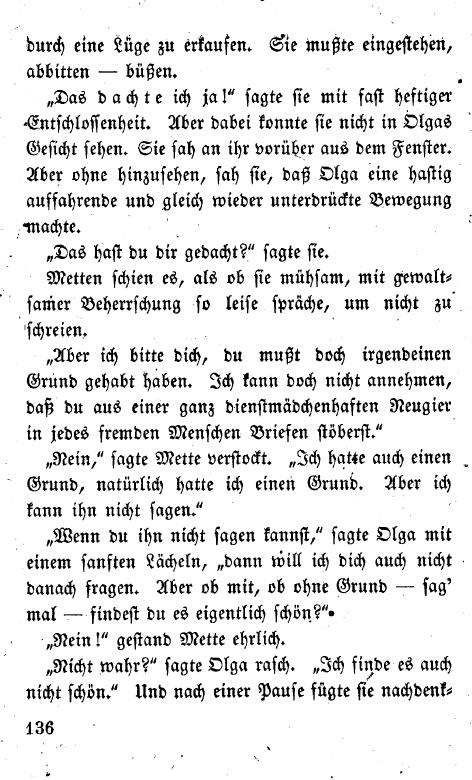 durch eine Lüge zu erkaufen. Sie mußte eingestehen,
abbitten — büßen.
„Das dachte ich ja!“ sagte sie mit fast heftiger
Entschlossenheit. Aber dabei konnte sie nicht in Olgas
Gesicht sehen. Sie sah an ihr vorüber aus dem Fenster.
Aber ohne hinzusehen, sah sie, daß Olga eine hastig
auffahrende und gleich wieder unterdrückte Bewegung
machte.
„Das hast du dir gedacht?“ sagte sie.
Metten schien es, als ob sie mühsam, mit gewalt-
samer Beherrschung so leise spräche, um nicht zu
schreien.
„Aber ich bitte dich, du mußt doch irgendeinen
Grund gehabt haben. Ich kann doch nicht annehmen,
daß du aus einer ganz dienstmädchenhaften Neugier
in jedes fremden Menschen Briefen stöberst.“
„Nein,“ sagte Mette verstockt. „Ich hatte auch einen
Grund, natürlich hatte ich einen Grund. Aber ich
kann ihn nicht sagen.“
„Wenn du ihn nicht sagen kannst,“ sagte Olga mit
einem sanften Lächeln, „dann will ich dich auch nicht
danach fragen. Aber ob mit, ob ohne Grund — sag’
mal — findest du es eigentlich schön?“
„Nein!“ gestand Mette ehrlich.
„Nicht wahr?“ sagte Olga rasch. „Ich finde es auch
nicht schön.“ Und nach einer Pause fügte sie nachdenk-
136